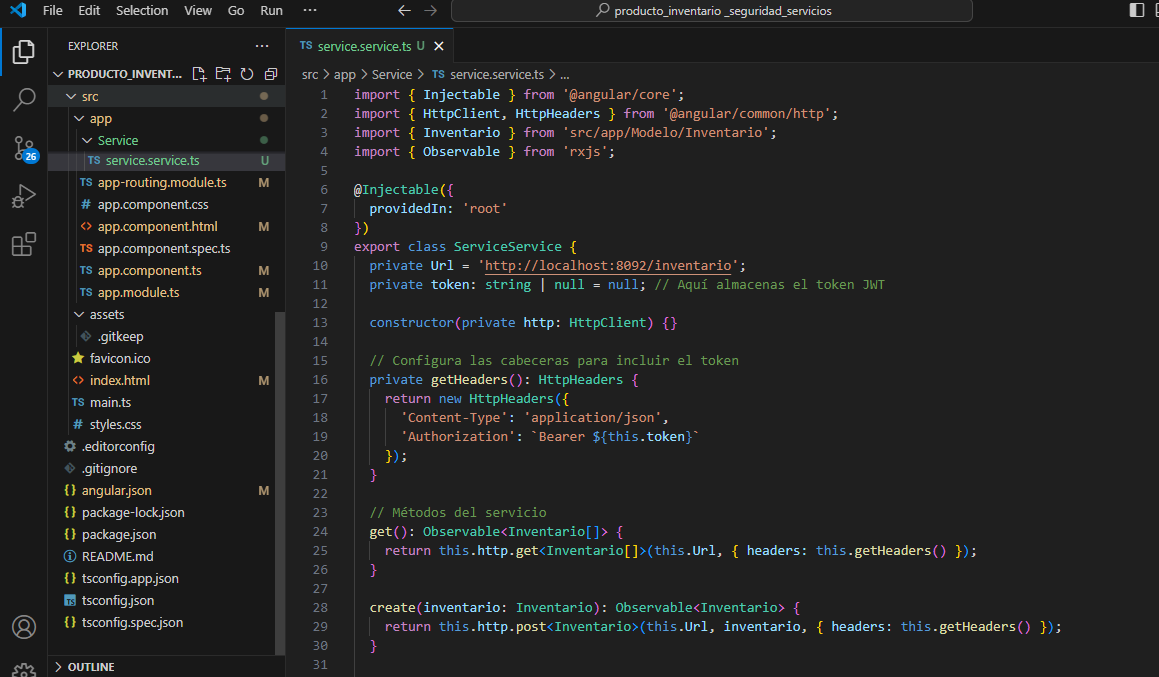 File Edit Selection View Go Run ···
producto_inventario _seguridad_servicios
EXPLORER ···
PRODUCTO_INVENT...
src
app
Service
TS service.service.ts U
TS app-routing.module.ts M
# app.component.css
<> app.component.html M
TS app.component.spec.ts
TS app.component.ts M
TS app.module.ts M
assets
.gitkeep
favicon.ico
<> index.html M
TS main.ts
# styles.css
.editorconfig
.gitignore
{} angular.json M
{} package-lock.json
{} package.json
README.md
{} tsconfig.app.json
TS tsconfig.json
{} tsconfig.spec.json
OUTLINE
26
TS service.service.ts U
src > app > Service > TS service.service.ts > ...
1 import { Injectable } from '@angular/core';
2 import { HttpClient, HttpHeaders } from '@angular/common/http';
3 import { Inventario } from 'src/app/Modelo/Inventario';
4 import { Observable } from 'rxjs';
5
6 @Injectable({
7 providedIn: 'root'
8 })
9 export class ServiceService {
10 private Url = 'http://localhost:8092/inventario';
11 private token: string | null = null; // Aquí almacenas el token JWT
12
13 constructor(private http: HttpClient) {}
14
15 // Configura las cabeceras para incluir el token
16 private getHeaders(): HttpHeaders {
17 return new HttpHeaders({
18 'Content-Type': 'application/json',
19 'Authorization': `Bearer ${this.token}`
20 });
21 }
22
23 // Métodos del servicio
24 get(): Observable<Inventario[]> {
25 return this.http.get<Inventario[]>(this.Url, { headers: this.getHeaders() });
26 }
27
28 create(inventario: Inventario): Observable<Inventario> {
29 return this.http.post<Inventario>(this.Url, inventario, { headers: this.getHeaders() });
30 }
31